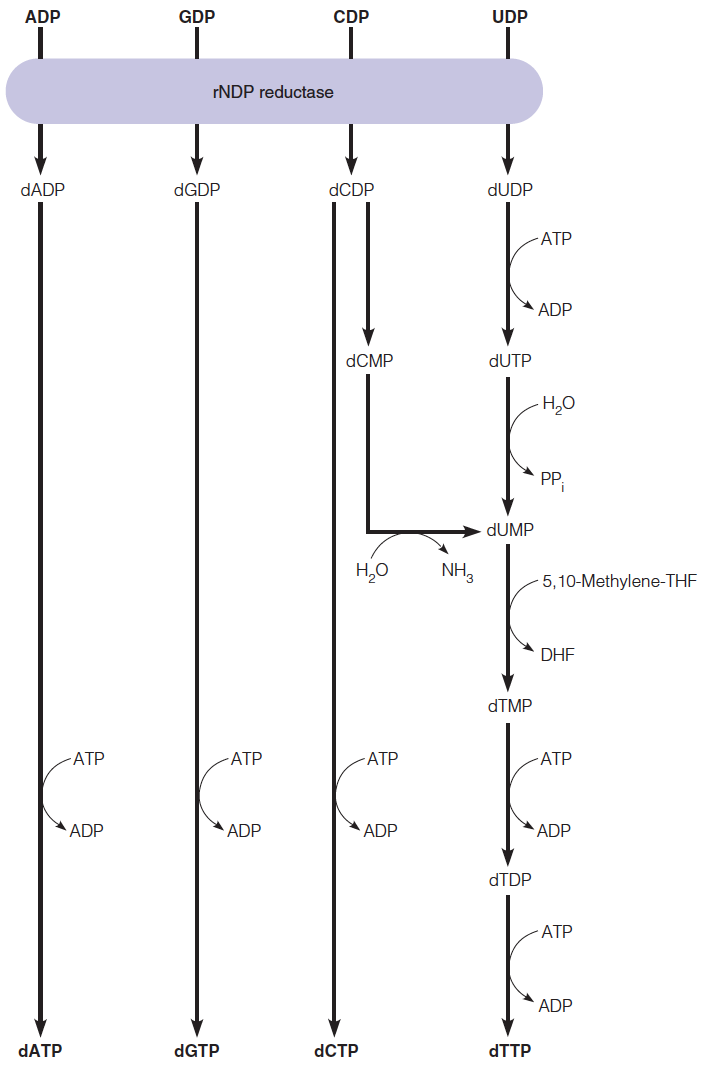 ADP GDP CDP UDP
rNDP reductase
dADP dGDP dCDP dUDP
ATP
ADP
dCMP dUTP
H₂O
PPᵢ
dUMP
H₂O NH₃
5,10-Methylene-THF
DHF
dTMP
ATP ATP ATP ATP
ADP ADP ADP ADP
dTDP
ATP
ADP
dATP dGTP dCTP dTTP